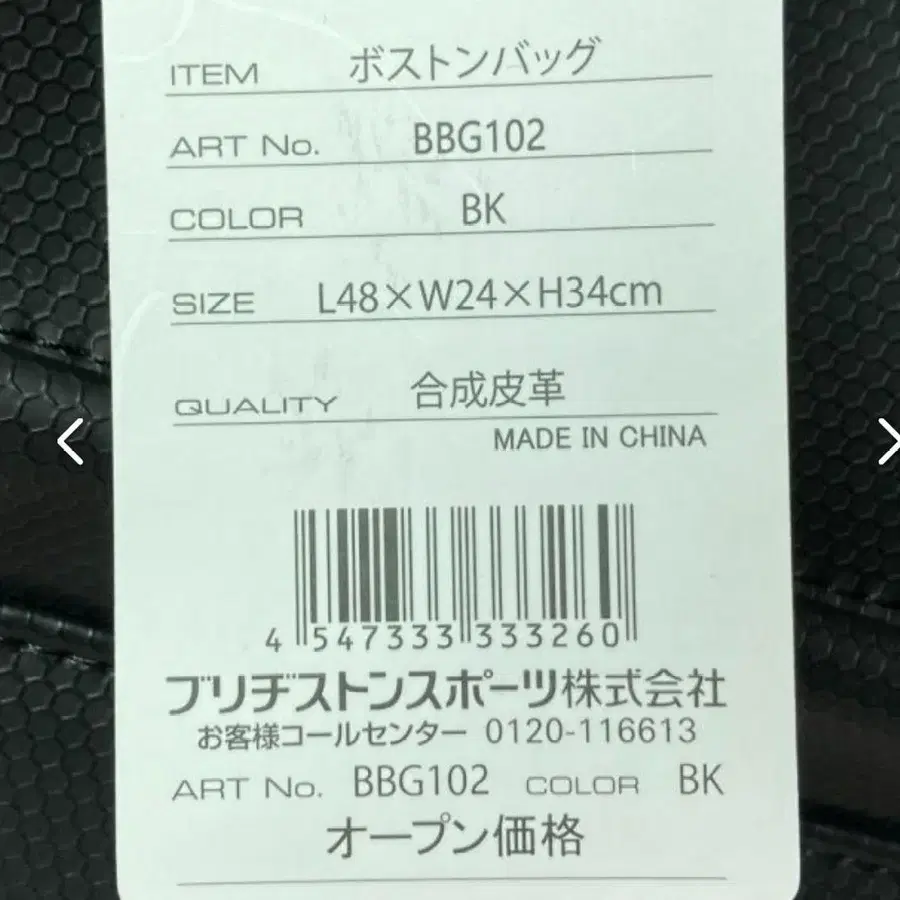 ITEM ボストンバッグ
ART No. BBG102
COLOR BK
SIZE L48×W24×H34cm
QUALITY 合成皮革
MADE IN CHINA
4 547333 333260
ブリヂストンスポーツ株式会社
お客様コールセンター 0120-116613
ART No. BBG102 COLOR BK
オープン価格